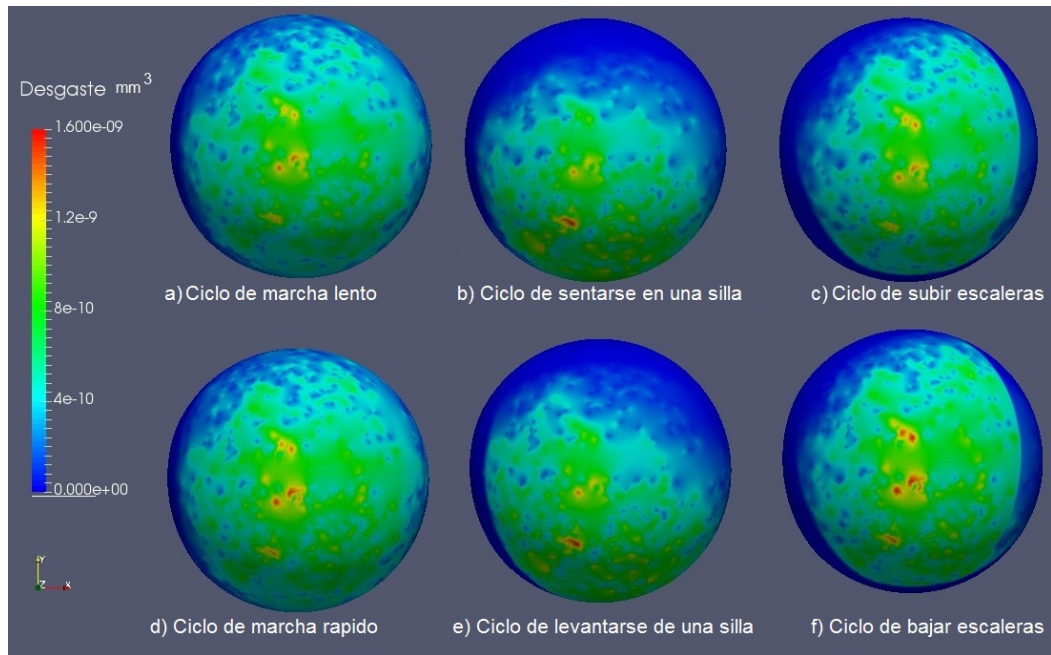 Desgaste mm³
1.600e-09
1.2e-9
8e-10
4e-10
0.000e+00
a) Ciclo de marcha lento
b) Ciclo de sentarse en una silla
c) Ciclo de subir escaleras
d) Ciclo de marcha rapido
e) Ciclo de levantarse de una silla
f) Ciclo de bajar escaleras
Y
Z
X